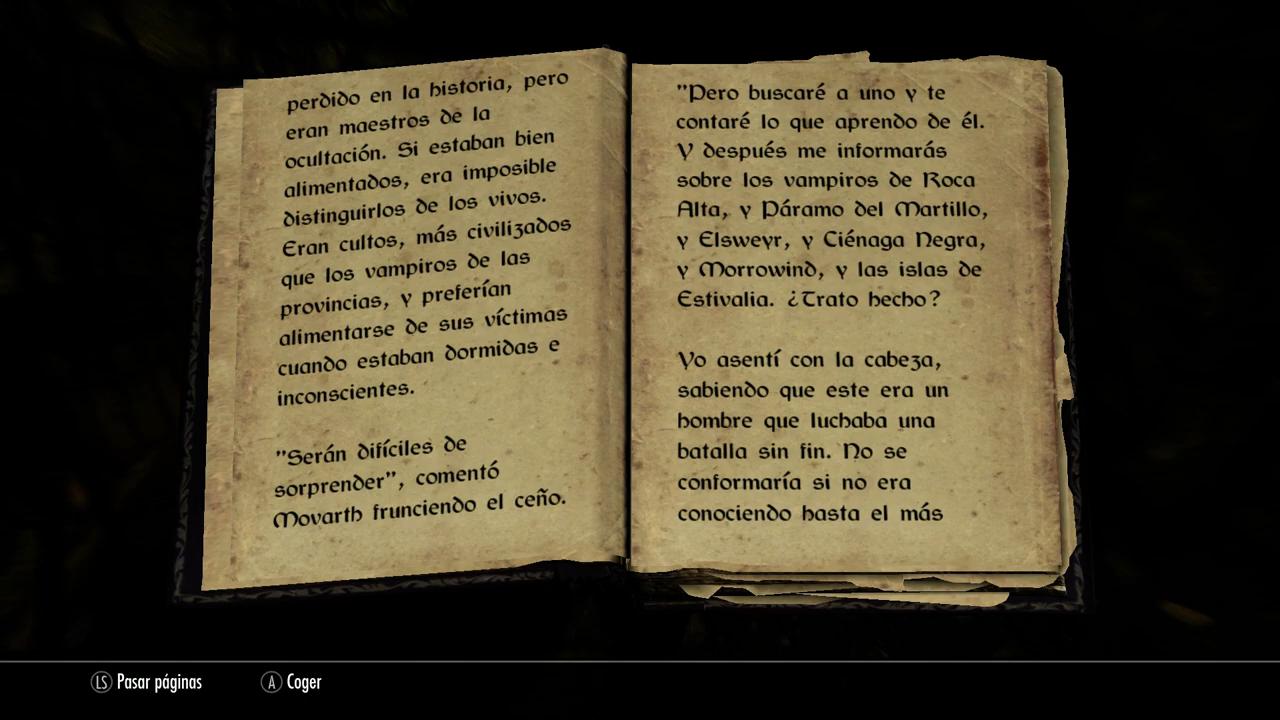 perdido en la historia, pero
eran maestros de la
ocultación. Si estaban bien
alimentados, era imposible
distinguirlos de los vivos.
Eran cultos, más civilizados
que los vampiros de las
provincias, y preferían
alimentarse de sus víctimas
cuando estaban dormidas e
inconscientes.
"Serán difíciles de
sorprender", comentó
Movarth frunciendo el ceño.
"Pero buscaré a uno y te
contaré lo que aprendo de él.
Y después me informarás
sobre los vampiros de Roca
Alta, y Páramo del Martillo,
y Elsweyr, y Ciénaga Negra,
y Morrowind, y las islas de
Estivalia. ¿Trato hecho?
Yo asentí con la cabeza,
sabiendo que este era un
hombre que luchaba una
batalla sin fin. No se
conformaría si no era
conociendo hasta el más
LS Pasar páginas
A Coger